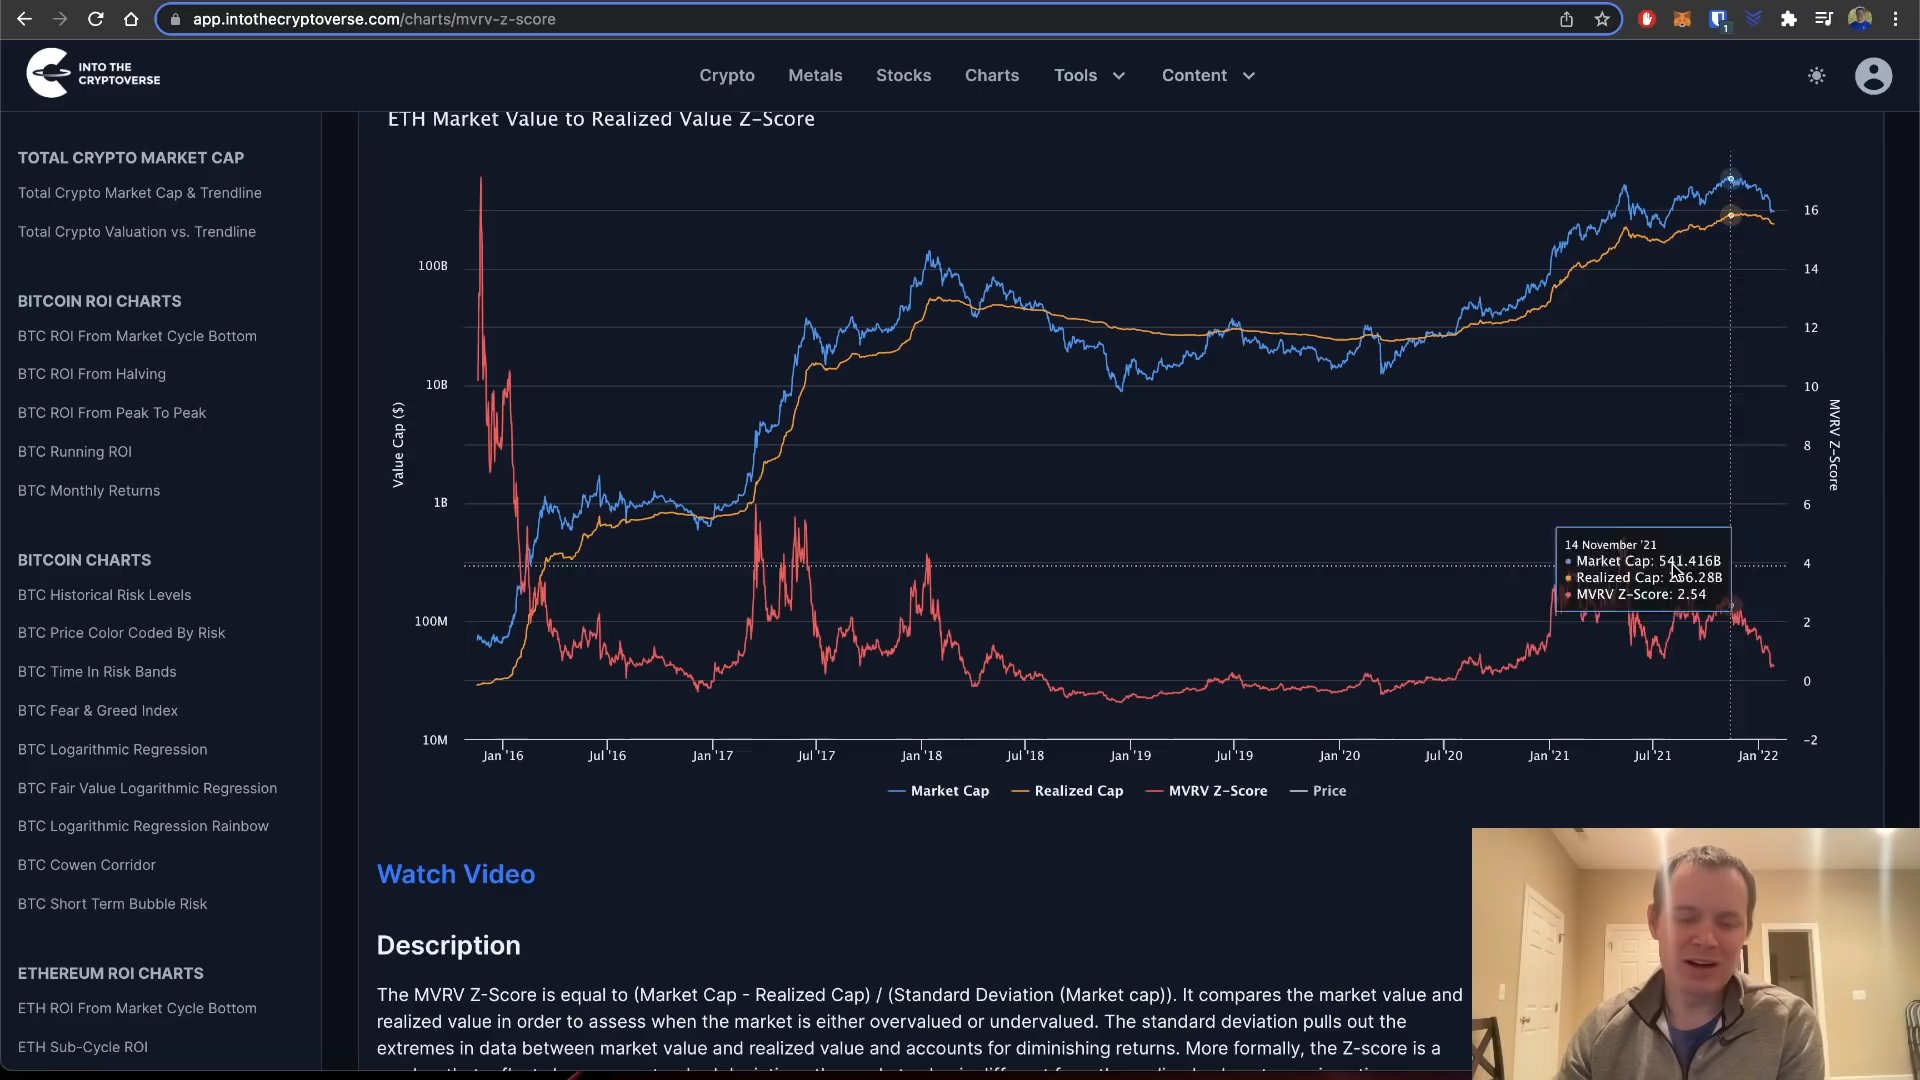 app.intothecryptoverse.com/charts/mvrv-z-score
1
INTO THE
CRYPTOVERSE
Crypto
Metals
Stocks
Charts
Tools
Content
TOTAL CRYPTO MARKET CAP
Total Crypto Market Cap & Trendline
Total Crypto Valuation vs. Trendline
BITCOIN ROI CHARTS
BTC ROI From Market Cycle Bottom
BTC ROI From Halving
BTC ROI From Peak To Peak
BTC Running ROI
BTC Monthly Returns
BITCOIN CHARTS
BTC Historical Risk Levels
BTC Price Color Coded By Risk
BTC Time In Risk Bands
BTC Fear & Greed Index
BTC Logarithmic Regression
BTC Fair Value Logarithmic Regression
BTC Logarithmic Regression Rainbow
BTC Cowen Corridor
BTC Short Term Bubble Risk
ETHEREUM ROI CHARTS
ETH ROI From Market Cycle Bottom
ETH Sub-Cycle ROI
ETH Market Value to Realized Value Z-Score
Value Cap ($)
100B
10B
1B
100M
10M
16
14
12
10
8
6
4
2
0
-2
MVRV Z-Score
14 November '21
Market Cap: 541.416B
Realized Cap: 266.28B
MVRV Z-Score: 2.54
Jan '16
Jul '16
Jan '17
Jul '17
Jan '18
Jul '18
Jan '19
Jul '19
Jan '20
Jul '20
Jan '21
Jul '21
Jan '22
Market Cap
Realized Cap
MVRV Z-Score
Price
Watch Video
Description
The MVRV Z-Score is equal to (Market Cap - Realized Cap) / (Standard Deviation (Market cap)). It compares the market value and
realized value in order to assess when the market is either overvalued or undervalued. The standard deviation pulls out the
extremes in data between market value and realized value and accounts for diminishing returns. More formally, the Z-score is a